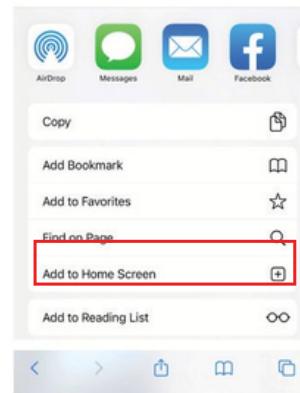 AirDrop Messages Mail Facebook
Copy
Add Bookmark
Add to Favorites
Find on Page
Add to Home Screen
Add to Reading List